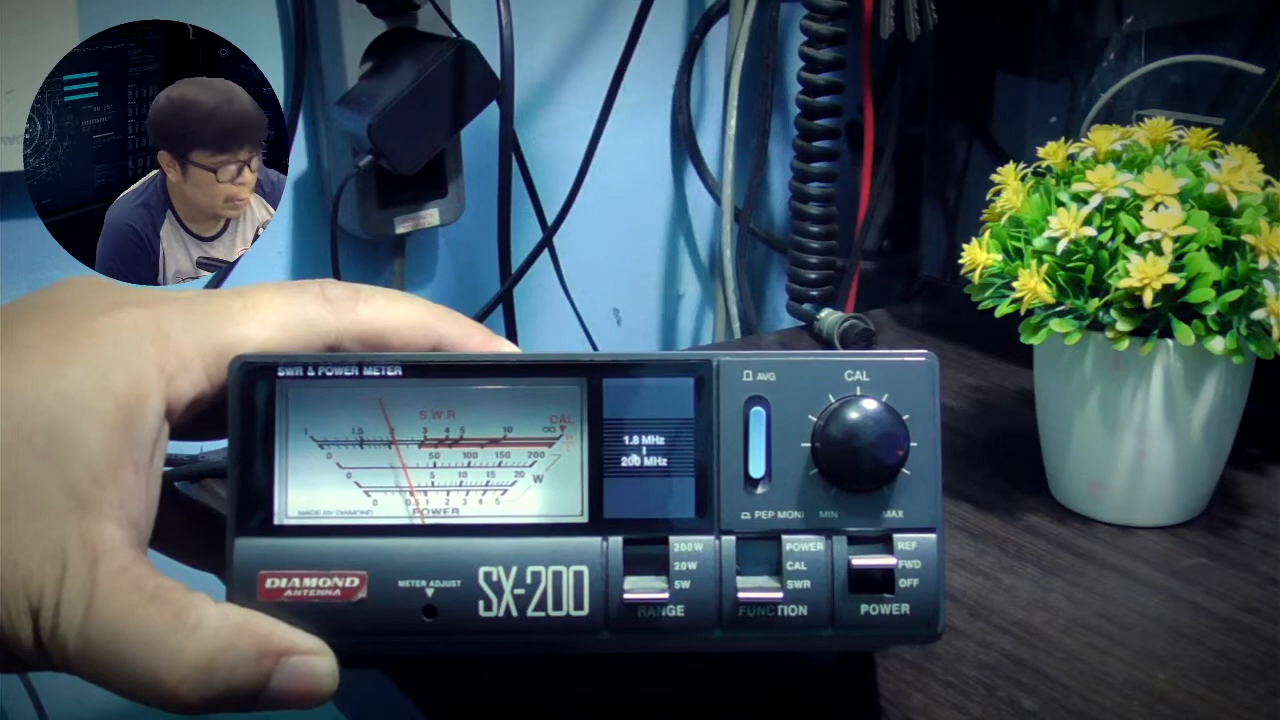 SWR & POWER METER
S.W.R
CAL
1 1.5 2 3 4 5 10 ∞
0 50 100 150 200
0 5 10 15 20
W
0 0.5 1 2 3 4 5
MADE BY DIAMOND
POWER
1.8 MHz
200 MHz
AVG
CAL
PEP MONI
MIN
MAX
DIAMOND
ANTENNA
METER ADJUST
SX-200
200W
20W
5W
RANGE
POWER
CAL
SWR
FUNCTION
REF
FWD
OFF
POWER